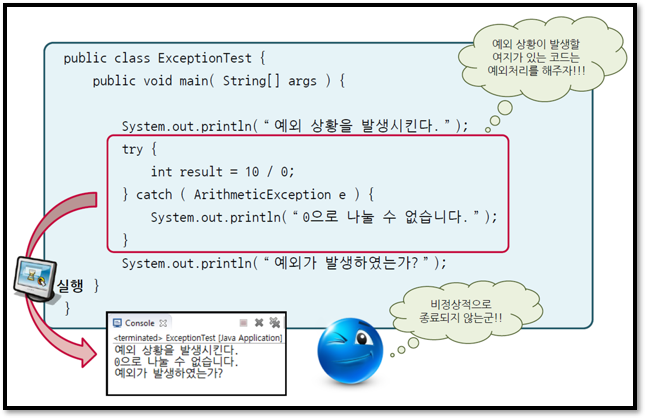 public class ExceptionTest {
public void main( String[] args ) {
예외 상황이 발생할
여지가 있는 코드는
예외처리를 해주자!!!
System.out.println(“예외 상황을 발생시킨다.”);
try {
int result = 10 / 0;
} catch ( ArithmeticException e ) {
System.out.println(“0으로 나눌 수 없습니다.”);
}
System.out.println(“예외가 발생하였는가?”);
실행 }
}
비정상적으로
종료되지 않는군!!
Console
<terminated> ExceptionTest [Java Application]
예외 상황을 발생시킨다.
0으로 나눌 수 없습니다.
예외가 발생하였는가?